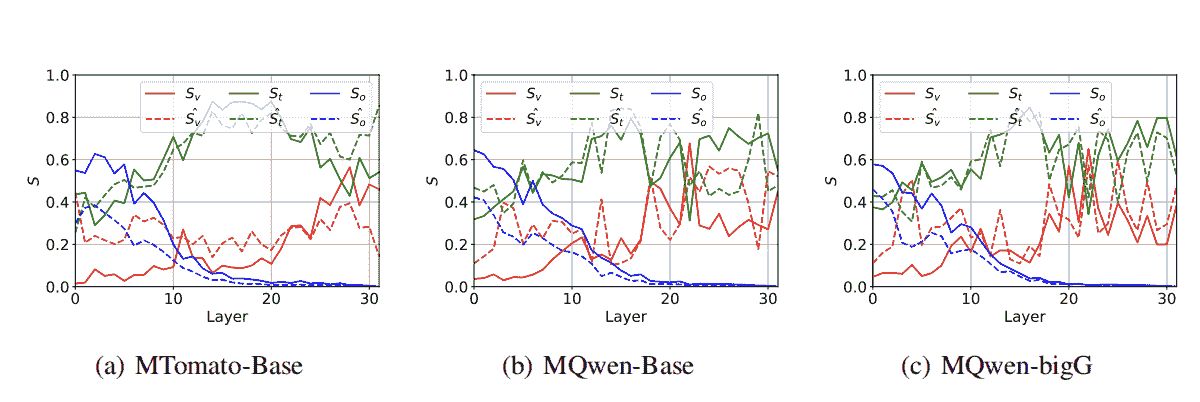 1.0
0.8
0.6
0.4
0.2
0.0
S
0 10 20 30
Layer
S_v S_t S_o
Ŝ_v Ŝ_t Ŝ_o
(a) MTomato-Base
1.0
0.8
0.6
0.4
0.2
0.0
S
0 10 20 30
Layer
S_v S_t S_o
Ŝ_v Ŝ_t Ŝ_o
(b) MQwen-Base
1.0
0.8
0.6
0.4
0.2
0.0
S
0 10 20 30
Layer
S_v S_t S_o
Ŝ_v Ŝ_t Ŝ_o
(c) MQwen-bigG